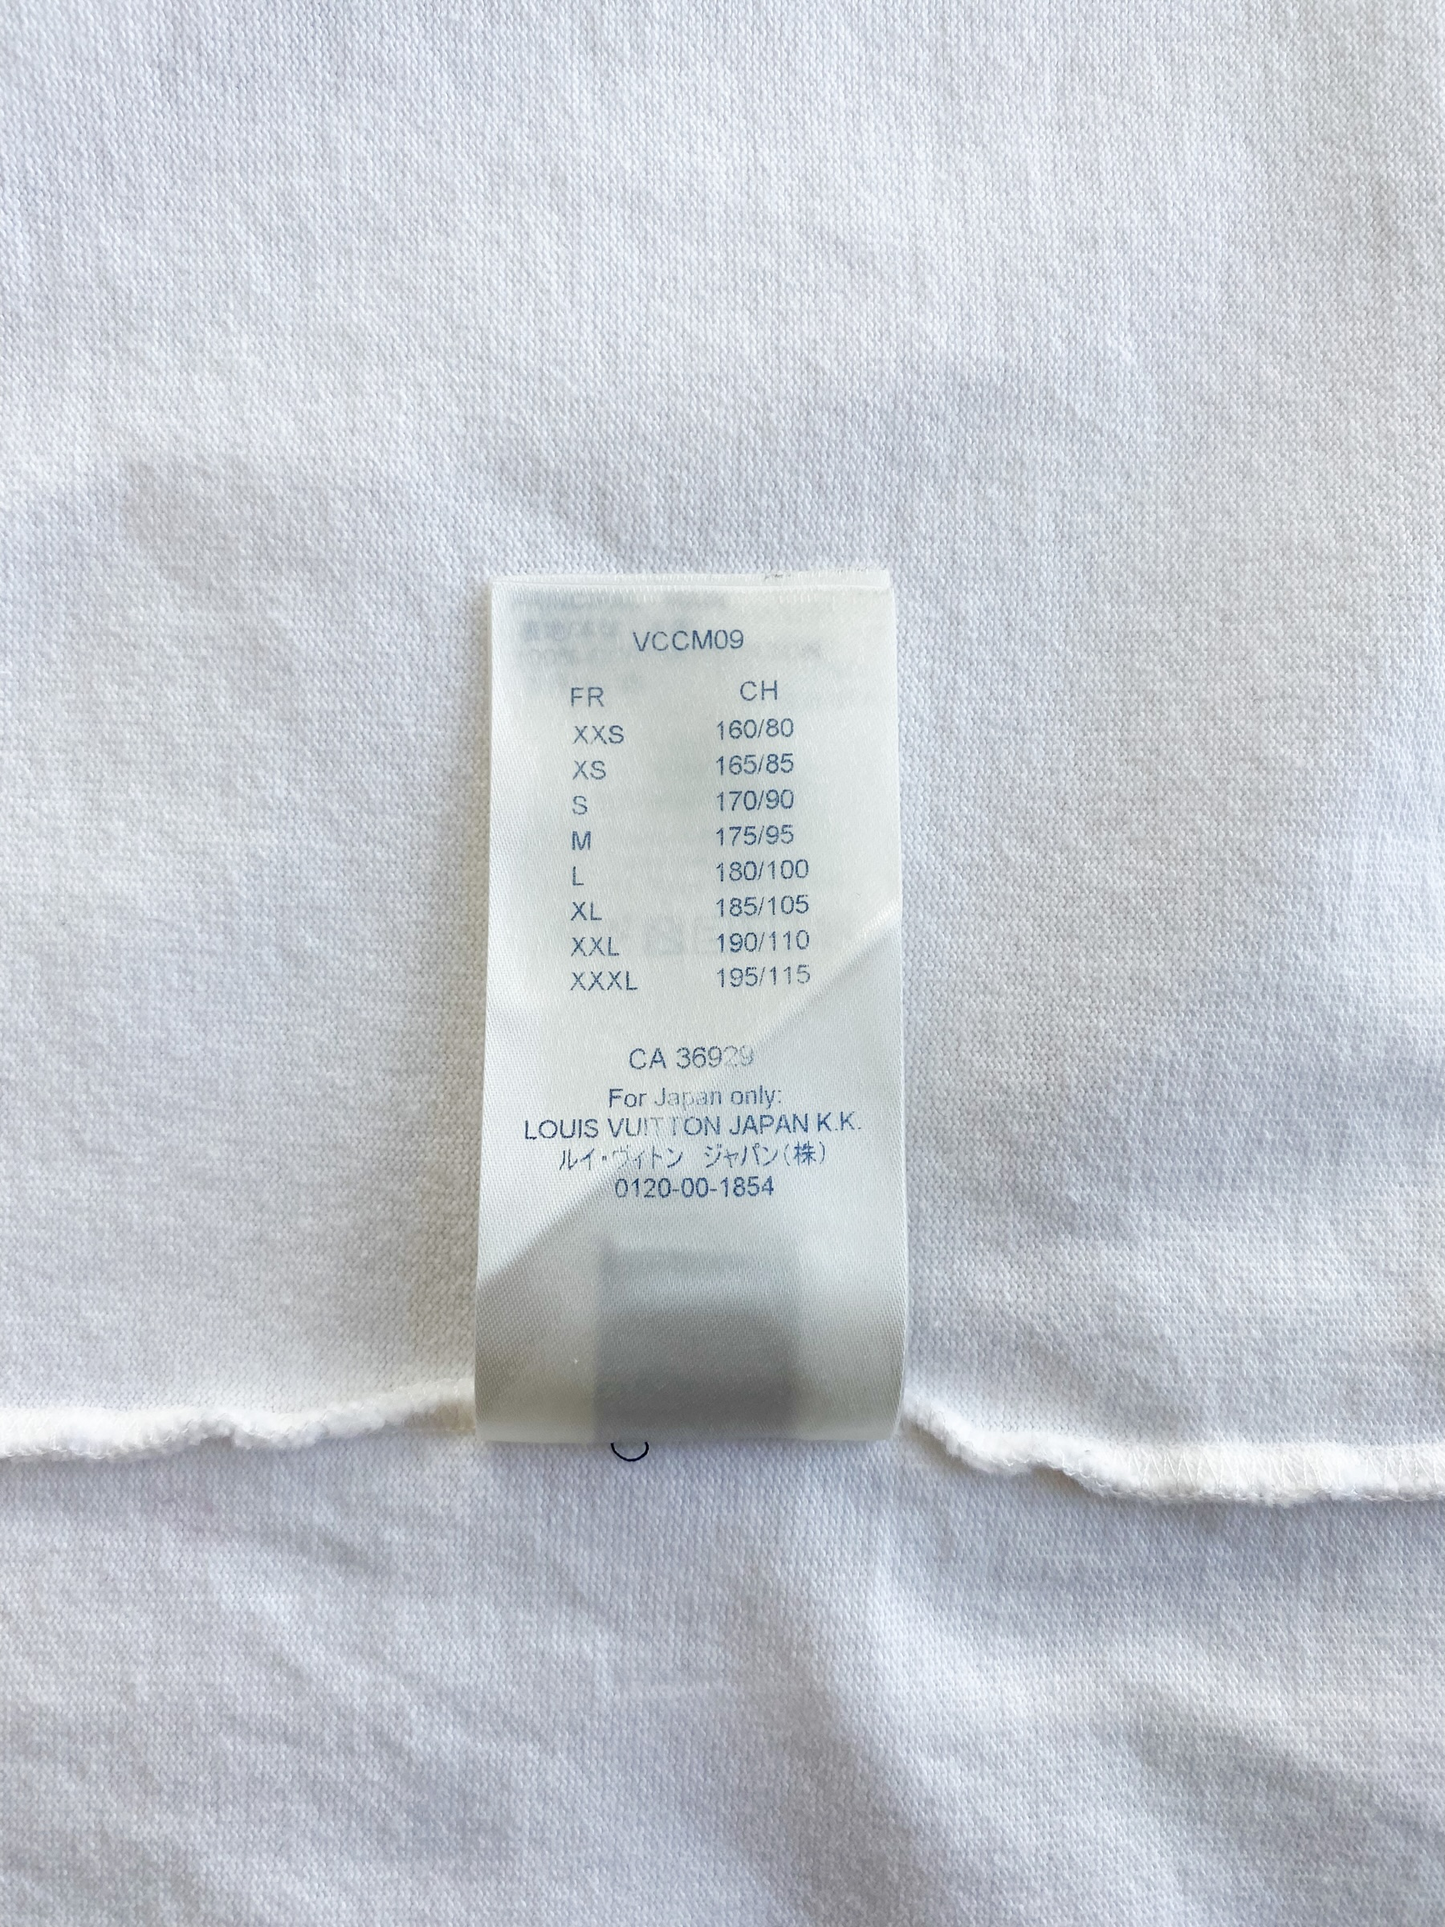 VCCM09
FR CH
XXS 160/80
XS 165/85
S 170/90
M 175/95
L 180/100
XL 185/105
XXL 190/110
XXXL 195/115
CA 36929
For Japan only:
LOUIS VUITTON JAPAN K.K.
ルイ・ヴィトン ジャパン(株)
0120-00-1854